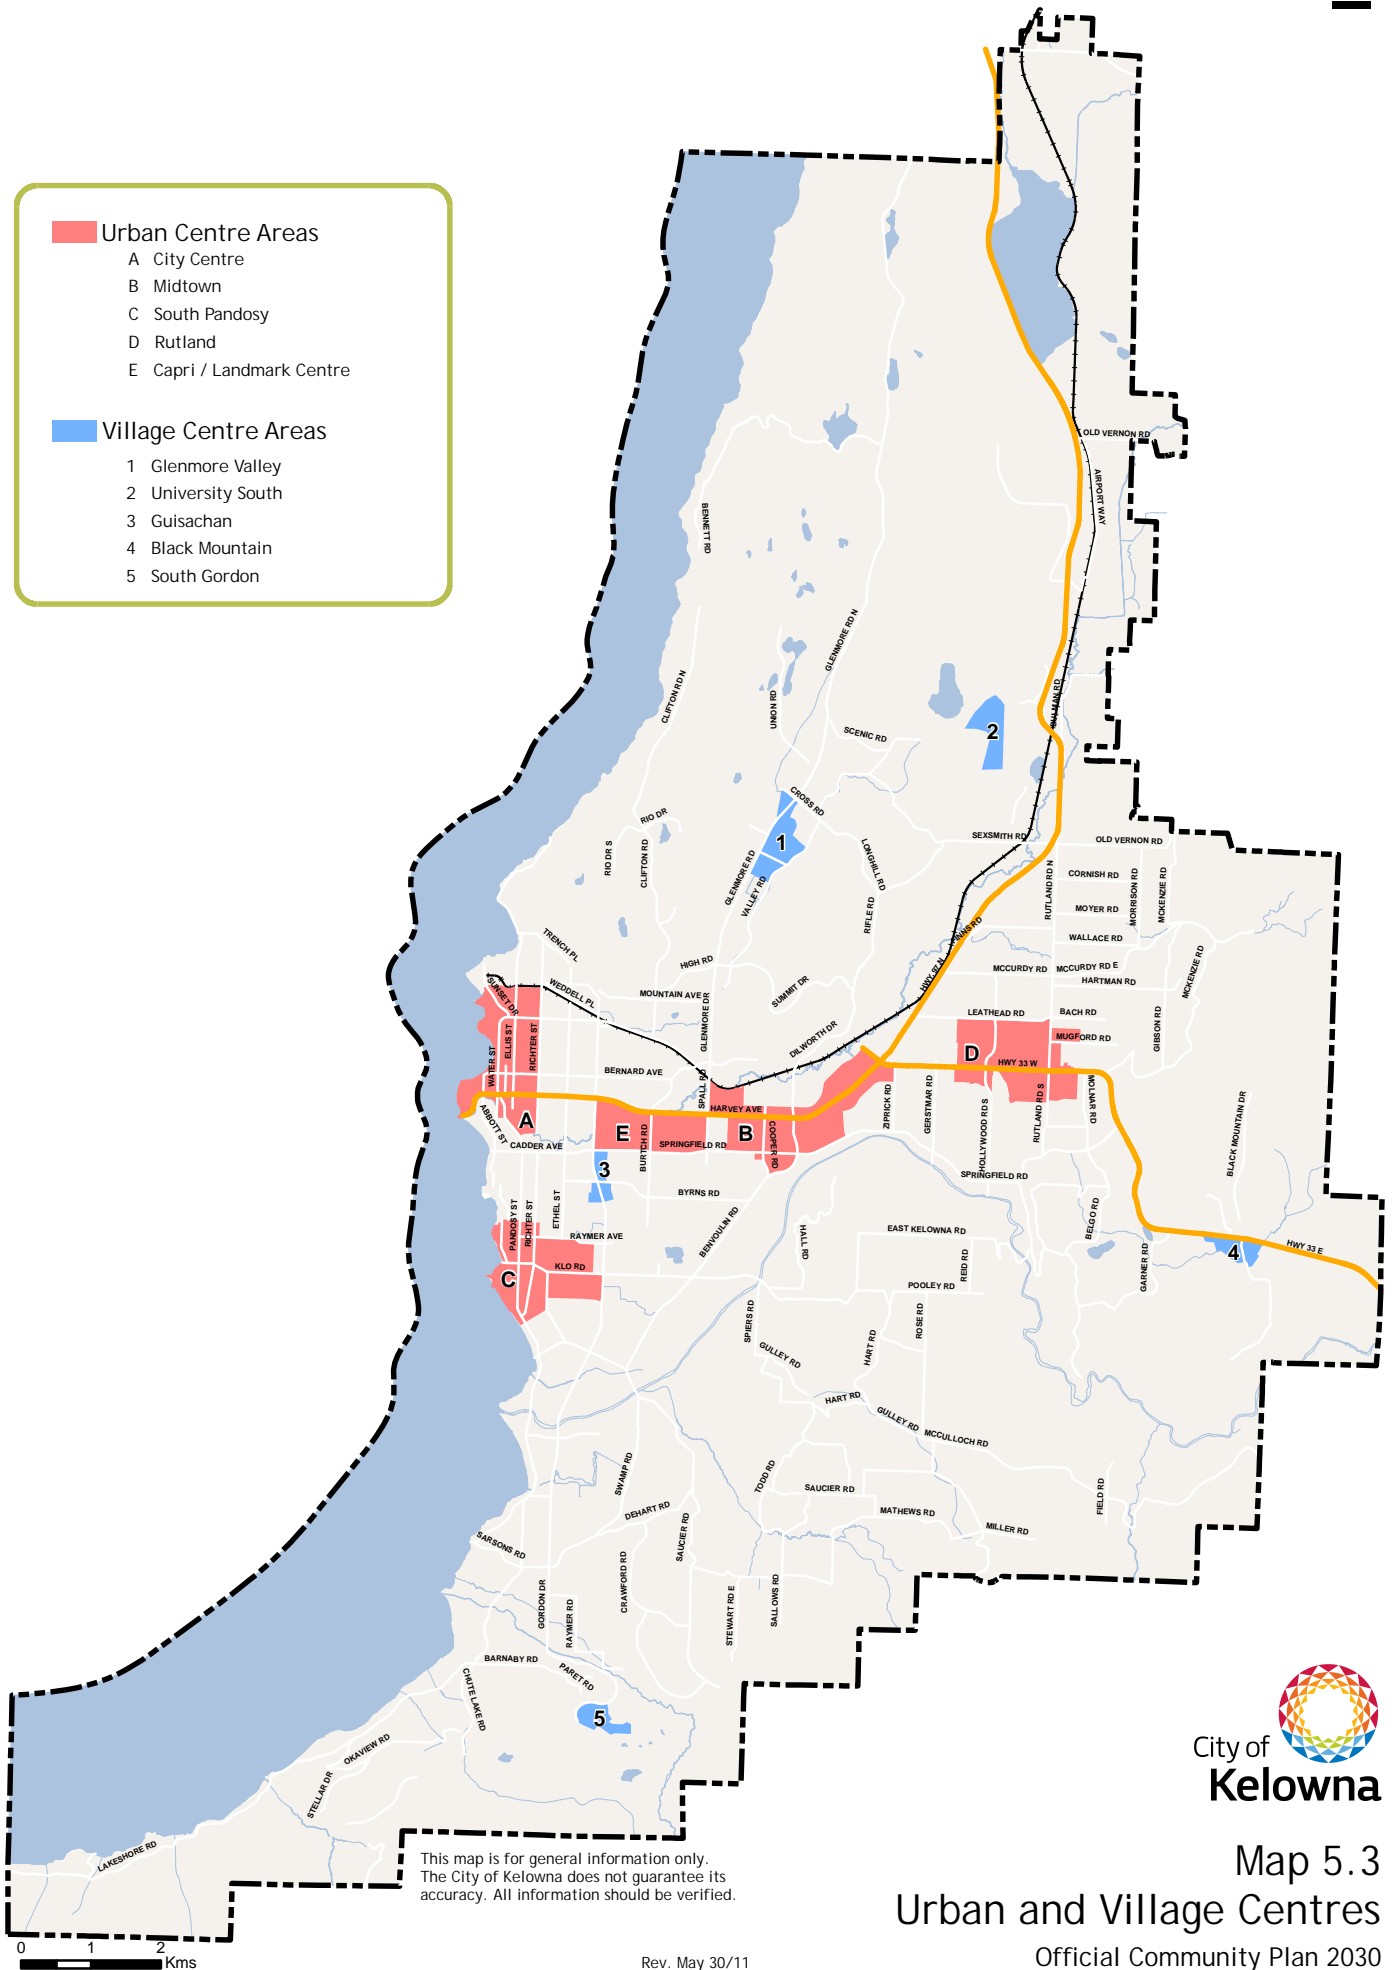 Urban Centre Areas
A City Centre
B Midtown
C South Pandosy
D Rutland
E Capri / Landmark Centre
Village Centre Areas
1 Glenmore Valley
2 University South
3 Guisachan
4 Black Mountain
5 South Gordon
OLD VERNON RD
AIRPORT WAY
BENNETT RD
GLENMORE RD N
CLIFTON RD N
UNION RD
BULMAN RD
SCENIC RD
2
CROSS RD
RIO DR
1
SEXSMITH RD
OLD VERNON RD
RIO DR S
CLIFTON RD
GLENMORE RD
VALLEY RD
LONGHILL RD
RIFLE RD
RUTLAND RD N
CORNISH RD
MORRISON RD
MCKENZIE RD
MOYER RD
TRENCH PL
FINNS RD
WALLACE RD
HIGH RD
HWY 97 N
MCCURDY RD
MCCURDY RD E
MCKENZIE RD
HARTMAN RD
SUNSET DR
WEDDELL PL
MOUNTAIN AVE
SUMMIT DR
GLENMORE DR
LEATHEAD RD
BACH RD
GIBSON RD
WATER ST
ELLIS ST
RICHTER ST
DILWORTH DR
MUGFORD RD
D
HWY 33 W
BERNARD AVE
SPALL RD
HARVEY AVE
ZIPRICK RD
GERSTMAR RD
HOLLYWOOD RD S
RUTLAND RD S
MOLNAR RD
BLACK MOUNTAIN DR
ABBOTT ST
A
E
B
CADDER AVE
BURTCH RD
SPRINGFIELD RD
COOPER RD
3
SPRINGFIELD RD
PANDOSY ST
RICHTER ST
ETHEL ST
BYRNS RD
BENVOULIN RD
HALL RD
EAST KELOWNA RD
BELGO RD
RAYMER AVE
REID RD
GARNER RD
4
HWY 33 E
C
KLO RD
POOLEY RD
SPIERS RD
ROSE RD
HART RD
GULLEY RD
HART RD
GULLEY RD
MCCULLOCH RD
SWAMP RD
TODD RD
SAUCIER RD
FIELD RD
DEHART RD
SAUCIER RD
MATHEWS RD
MILLER RD
SARSONS RD
GORDON DR
RAYMER RD
CRAWFORD RD
STEWART RD E
SALLOWS RD
BARNABY RD
PARET RD
CHUTE LAKE RD
5
OKAVIEW RD
STELLAR DR
LAKESHORE RD
City of
Kelowna
This map is for general information only.
The City of Kelowna does not guarantee its
accuracy. All information should be verified.
Map 5.3
Urban and Village Centres
Official Community Plan 2030
0 1 2
Kms
Rev. May 30/11